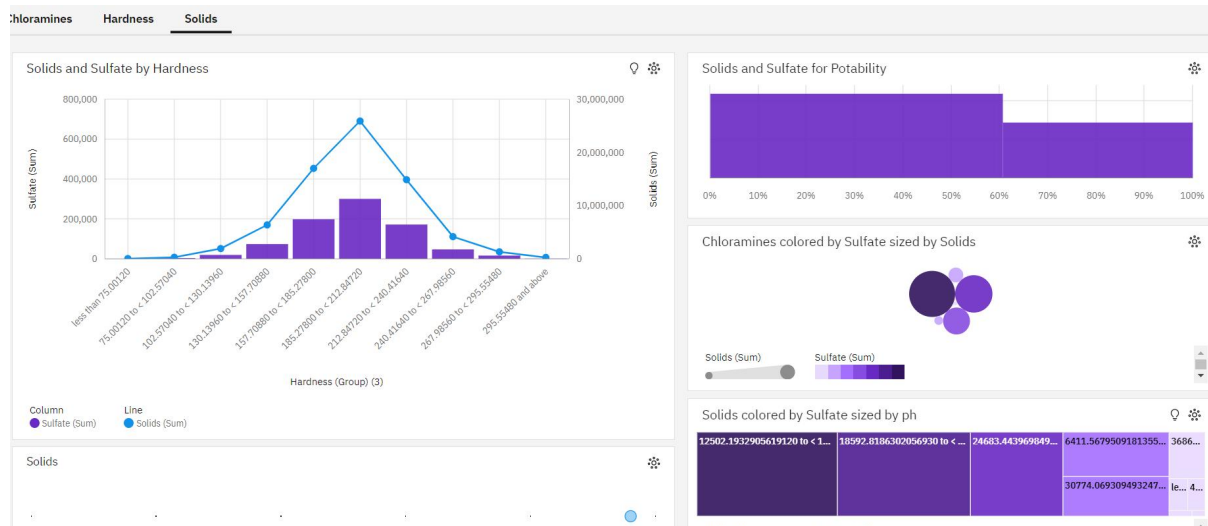 Chloramines Hardness Solids
Solids and Sulfate by Hardness
800,000
600,000
400,000
200,000
0
Sulfate (Sum)
30,000,000
20,000,000
10,000,000
0
Solids (Sum)
less than 75.00120
75.00120 to < 102.57040
102.57040 to < 130.13960
130.13960 to < 157.70880
157.70880 to < 185.27800
185.27800 to < 212.84720
212.84720 to < 240.41640
240.41640 to < 267.98560
267.98560 to < 295.55480
295.55480 and above
Hardness (Group) (3)
Column Line
Sulfate (Sum) Solids (Sum)
Solids
Solids and Sulfate for Potability
0% 10% 20% 30% 40% 50% 60% 70% 80% 90% 100%
Chloramines colored by Sulfate sized by Solids
Solids (Sum) Sulfate (Sum)
Solids colored by Sulfate sized by ph
12502.1932905619120 to < 1... 18592.8186302056930 to < ... 24683.443969849... 6411.5679509181355... 3686...
30774.069309493247... le... 4...